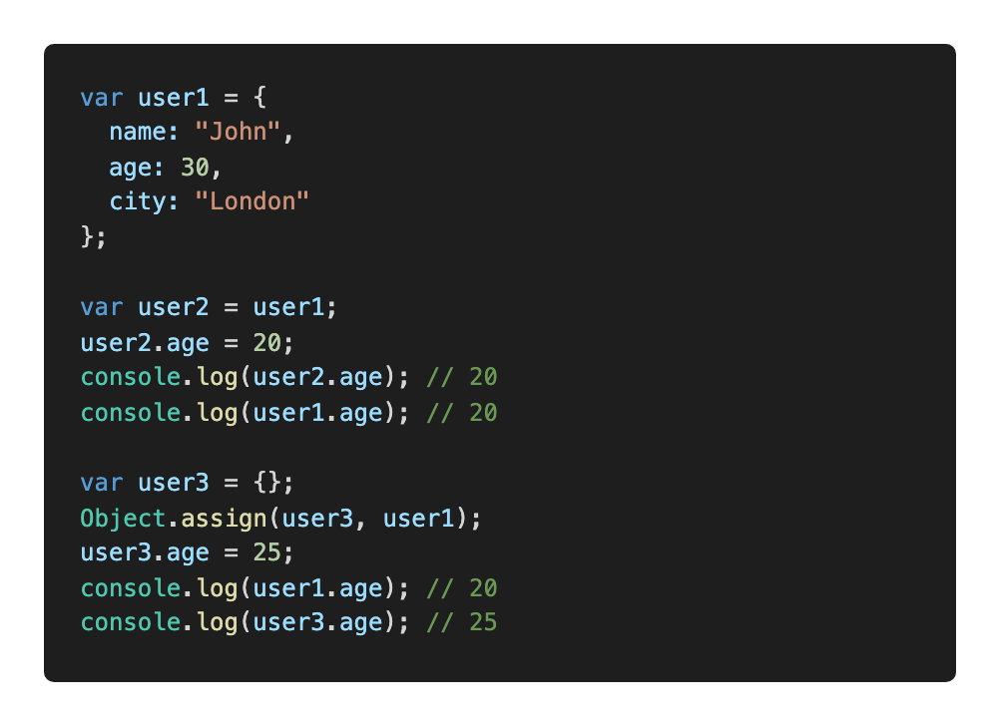 var user1 = {
  name: "John",
  age: 30,
  city: "London"
};

var user2 = user1;
user2.age = 20;
console.log(user2.age); // 20
console.log(user1.age); // 20

var user3 = {};
Object.assign(user3, user1);
user3.age = 25;
console.log(user1.age); // 20
console.log(user3.age); // 25